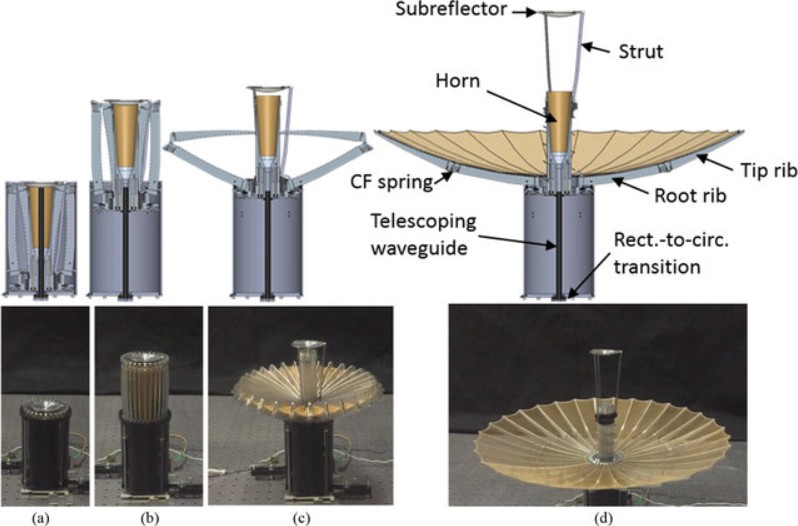 Subreflector
Strut
Horn
CF spring
Tip rib
Root rib
Telescoping
waveguide
Rect.-to-circ.
transition
(a)
(b)
(c)
(d)